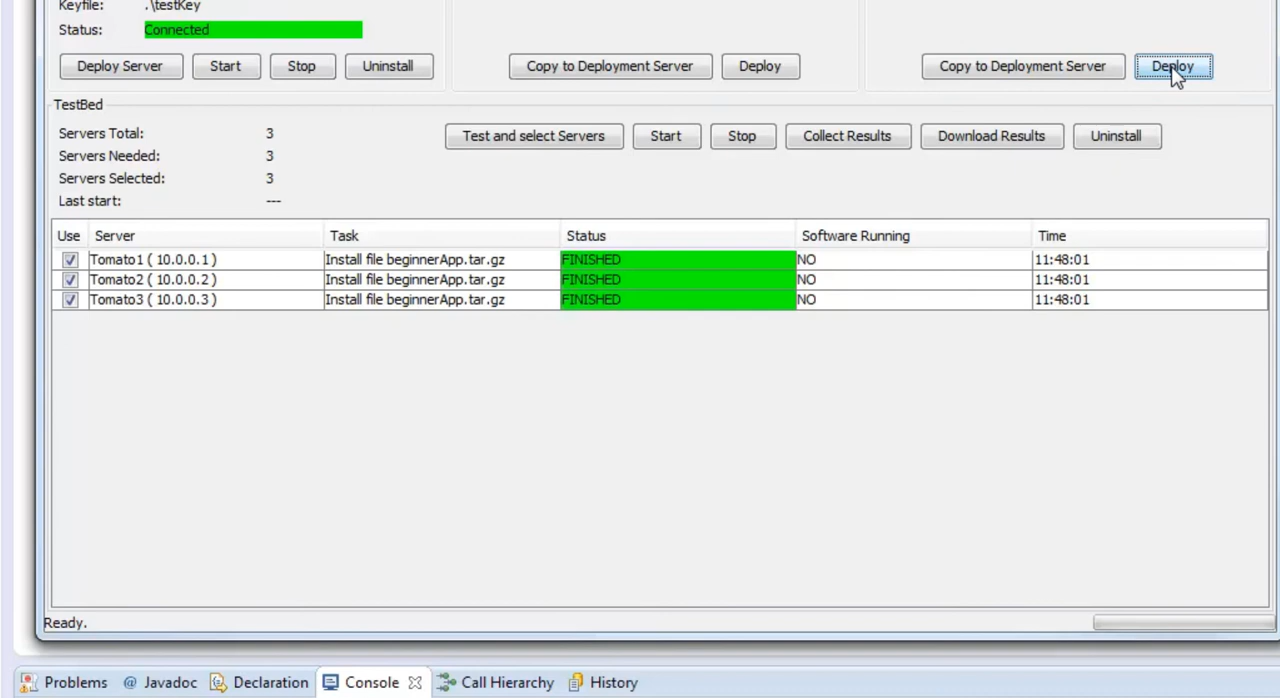 Keyfile: .\testKey
Status: Connected
Deploy Server Start Stop Uninstall Copy to Deployment Server Deploy Copy to Deployment Server Deploy
TestBed
Servers Total: 3 Test and select Servers Start Stop Collect Results Download Results Uninstall
Servers Needed: 3
Servers Selected: 3
Last start: ---
Use Server Task Status Software Running Time
Tomato1 ( 10.0.0.1 ) Install file beginnerApp.tar.gz FINISHED NO 11:48:01
Tomato2 ( 10.0.0.2 ) Install file beginnerApp.tar.gz FINISHED NO 11:48:01
Tomato3 ( 10.0.0.3 ) Install file beginnerApp.tar.gz FINISHED NO 11:48:01
Ready.
Problems @ Javadoc Declaration Console Call Hierarchy History